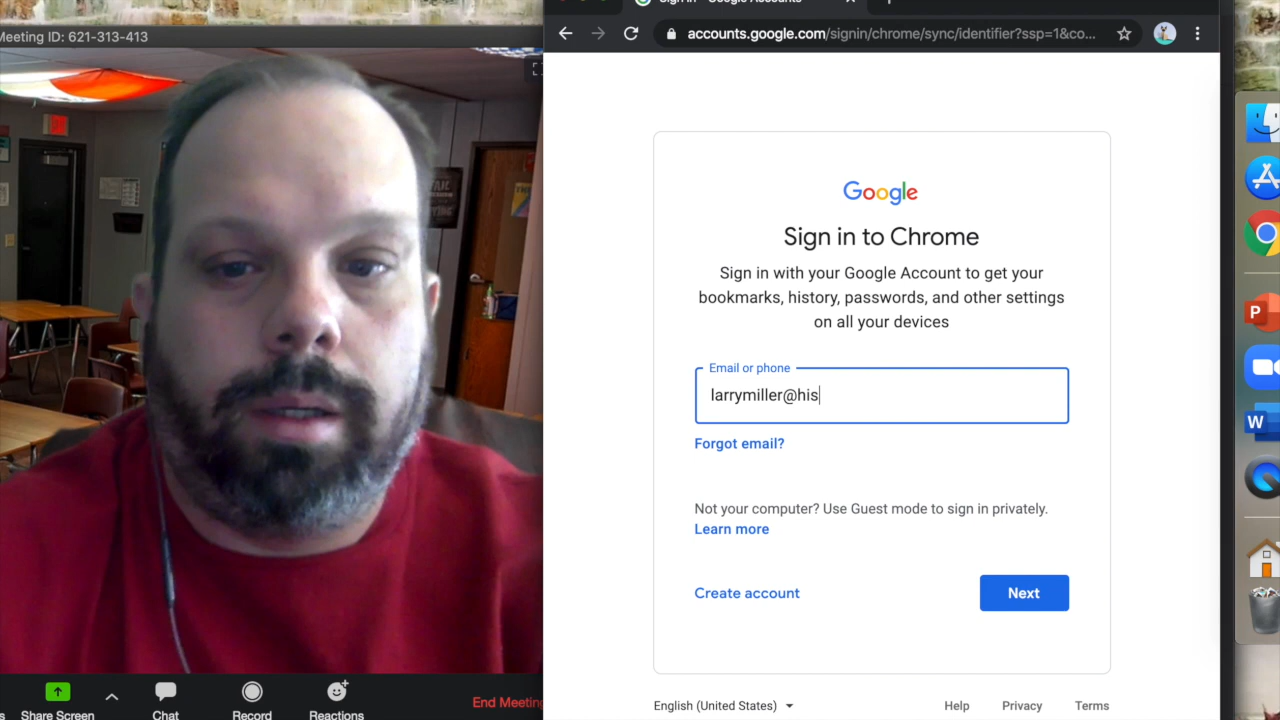 Meeting ID: 621-313-413
accounts.google.com/signin/chrome/sync/identifier?ssp=1&co...
Google
Sign in to Chrome
Sign in with your Google Account to get your
bookmarks, history, passwords, and other settings
on all your devices
Email or phone
larrymiller@his
Forgot email?
Not your computer? Use Guest mode to sign in privately.
Learn more
Create account
Next
English (United States)
Help
Privacy
Terms
Share Screen
Chat
Record
Reactions
End Meeting
P
W